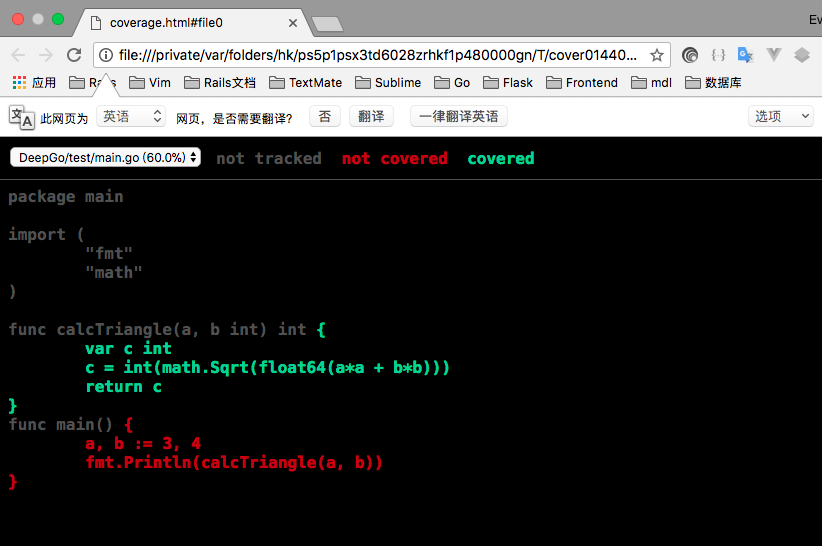 coverage.html#file0
Ev
file:///private/var/folders/hk/ps5p1psx3td6028zrhkf1p480000gn/T/cover01440...
应用 Rails Vim Rails文档 TextMate Sublime Go Flask Frontend mdl 数据库
此网页为 英语 网页，是否需要翻译? 否 翻译 一律翻译英语 选项
DeepGo/test/main.go (60.0%) not tracked not covered covered
package main
import (
"fmt"
"math"
)
func calcTriangle(a, b int) int {
var c int
c = int(math.Sqrt(float64(a*a + b*b)))
return c
}
func main() {
a, b := 3, 4
fmt.Println(calcTriangle(a, b))
}